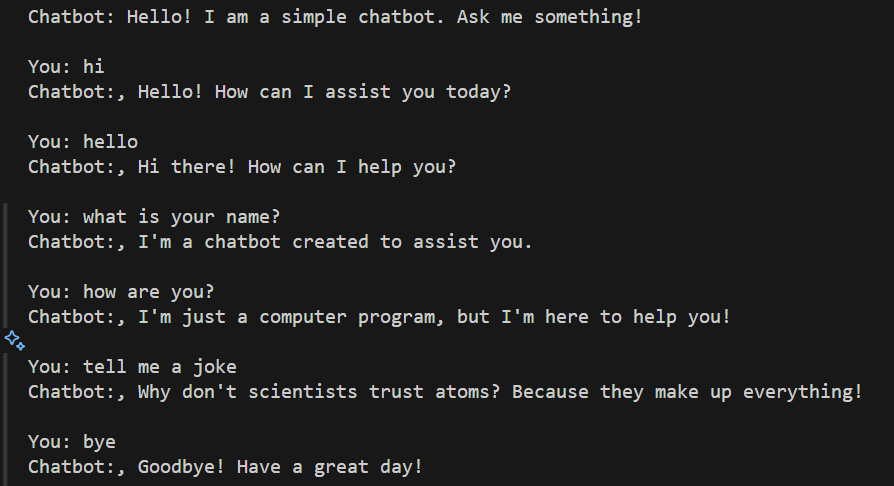 Chatbot: Hello! I am a simple chatbot. Ask me something!
You: hi
Chatbot:, Hello! How can I assist you today?
You: hello
Chatbot:, Hi there! How can I help you?
You: what is your name?
Chatbot:, I'm a chatbot created to assist you.
You: how are you?
Chatbot:, I'm just a computer program, but I'm here to help you!
You: tell me a joke
Chatbot:, Why don't scientists trust atoms? Because they make up everything!
You: bye
Chatbot:, Goodbye! Have a great day!